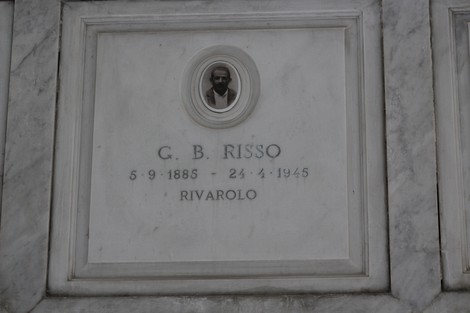 G. B. RISSO
5·9·1885 - 24·4·1945
RIVAROLO